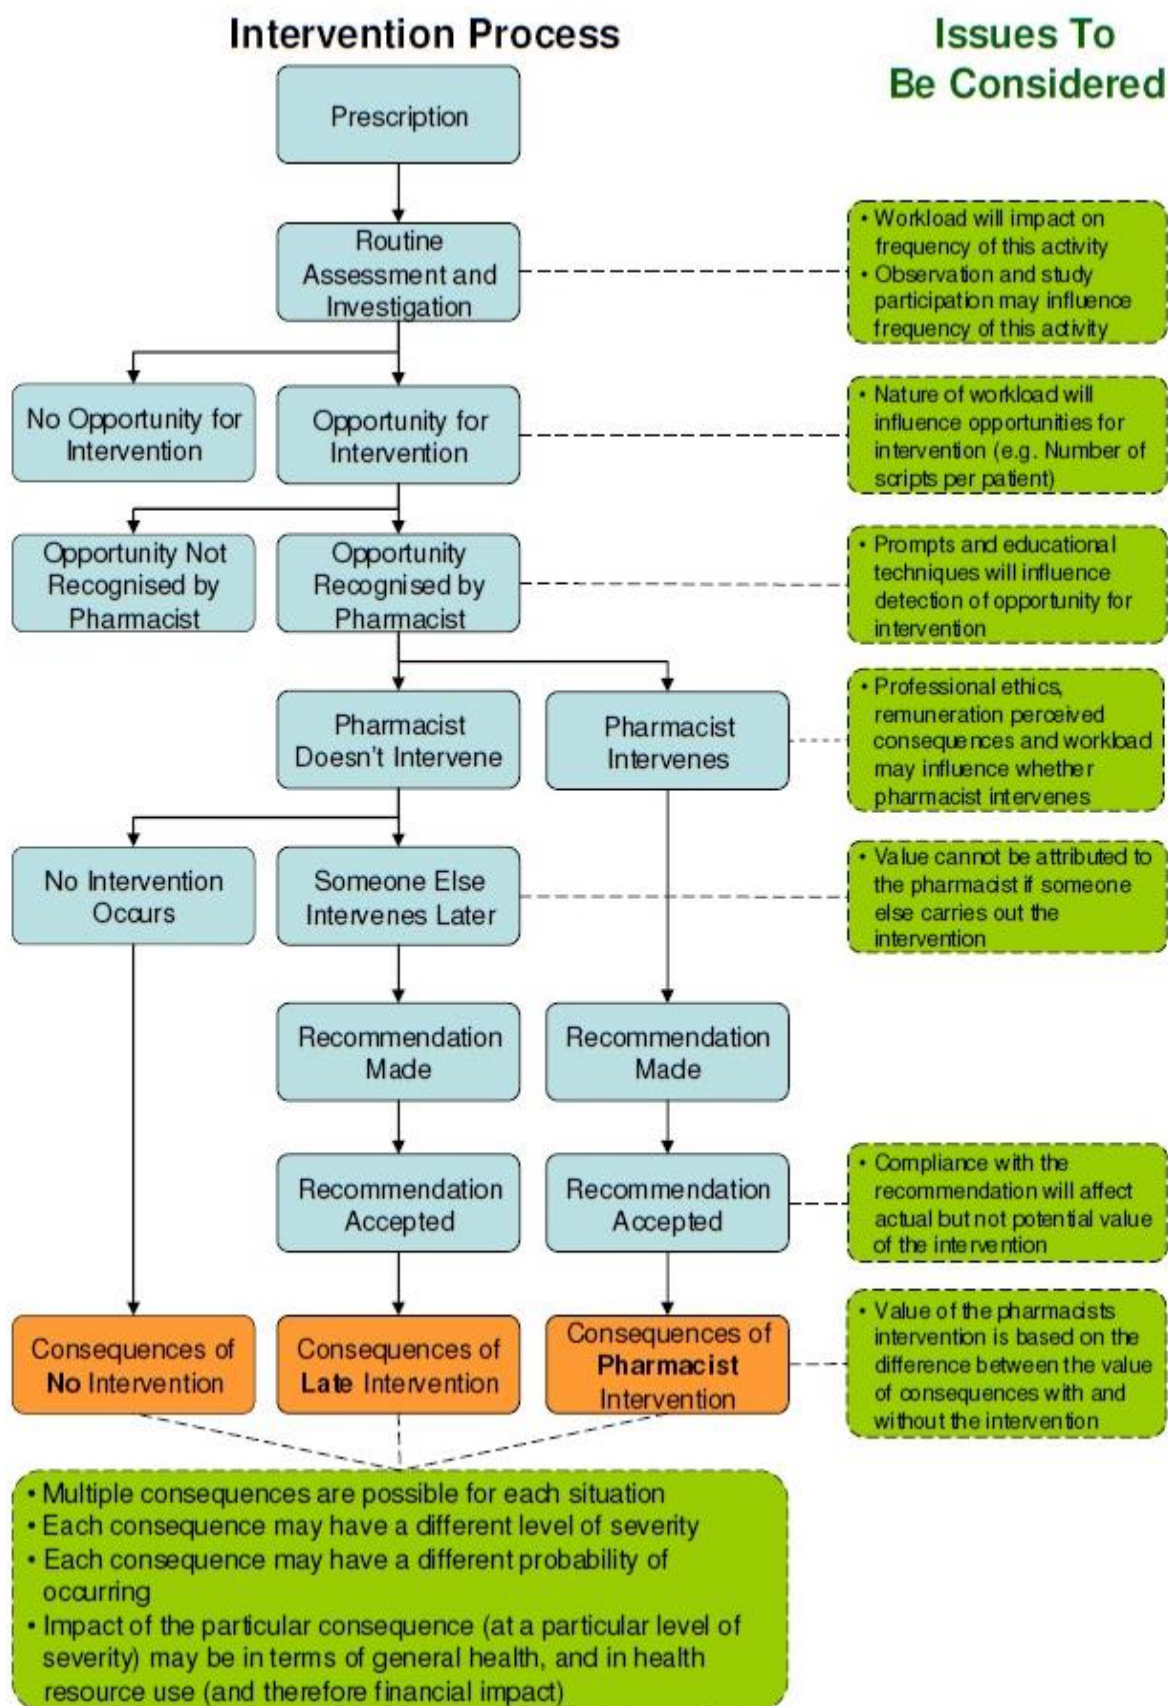 Intervention Process
Issues To
Be Considered
Prescription
Routine
Assessment and
Investigation
• Workload will impact on
frequency of this activity
• Observation and study
participation may influence
frequency of this activity
No Opportunity for
Intervention
Opportunity for
Intervention
• Nature of workload will
influence opportunities for
intervention (e.g. Number of
scripts per patient)
Opportunity Not
Recognised by
Pharmacist
Opportunity
Recognised by
Pharmacist
• Prompts and educational
techniques will influence
detection of opportunity for
intervention
Pharmacist
Doesn't Intervene
Pharmacist
Intervenes
• Professional ethics,
remuneration perceived
consequences and workload
may influence whether
pharmacist intervenes
No Intervention
Occurs
Someone Else
Intervenes Later
• Value cannot be attributed to
the pharmacist if someone
else carries out the
intervention
Recommendation
Made
Recommendation
Made
Recommendation
Accepted
Recommendation
Accepted
• Compliance with the
recommendation will affect
actual but not potential value
of the intervention
Consequences of
No Intervention
Consequences of
Late Intervention
Consequences of
Pharmacist
Intervention
• Value of the pharmacists
intervention is based on the
difference between the value
of consequences with and
without the intervention
• Multiple consequences are possible for each situation
• Each consequence may have a different level of severity
• Each consequence may have a different probability of
occurring
• Impact of the particular consequence (at a particular level of
severity) may be in terms of general health, and in health
resource use (and therefore financial impact)